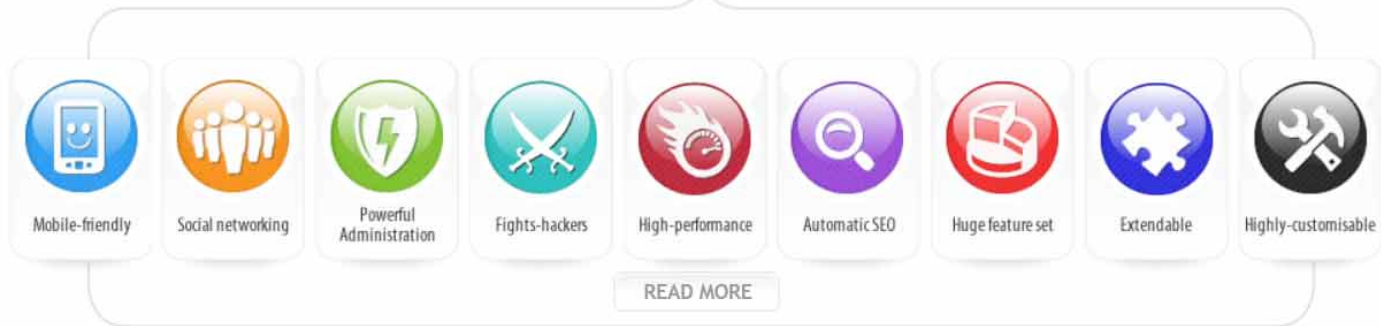 Mobile-friendly
Social networking
Powerful
Administration
Fights-hackers
High-performance
Automatic SEO
Huge feature set
Extendable
Highly-customisable
READ MORE